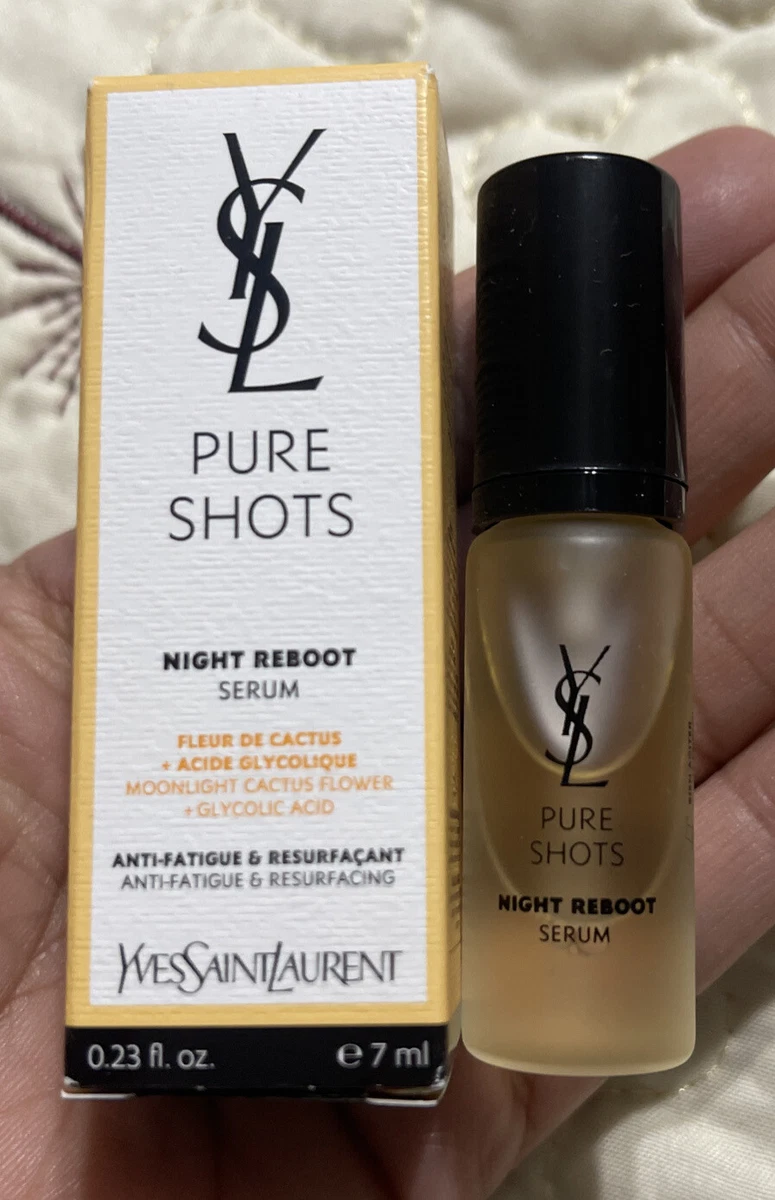 YSL
PURE
SHOTS
NIGHT REBOOT
SERUM
FLEUR DE CACTUS
+ ACIDE GLYCOLIQUE
MOONLIGHT CACTUS FLOWER
+ GLYCOLIC ACID
ANTI-FATIGUE & RESURFAÇANT
ANTI-FATIGUE & RESURFACING
YVESSAINTLAURENT
0.23 fl. oz. ℮ 7 ml
YSL
PURE
SHOTS
NIGHT REBOOT
SERUM